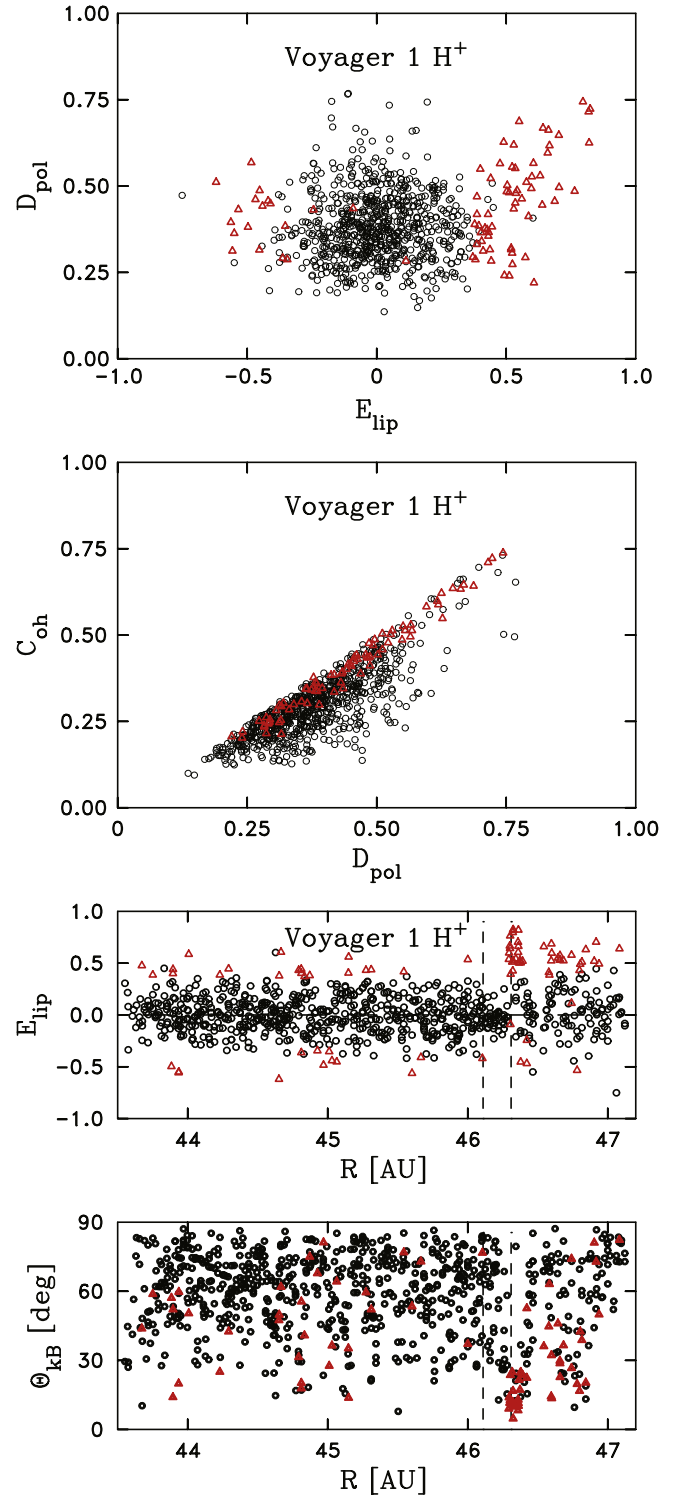 Voyager 1 H+
1.00
0.75
0.50
0.25
0.00
Dpol
-1.0 -0.5 0 0.5 1.0
Elip
Voyager 1 H+
1.00
0.75
0.50
0.25
0.00
Coh
0 0.25 0.50 0.75 1.00
Dpol
Voyager 1 H+
1.0
0.5
0.0
-0.5
-1.0
Elip
44 45 46 47
R [AU]
90
60
30
0
ΘkB [deg]
44 45 46 47
R [AU]